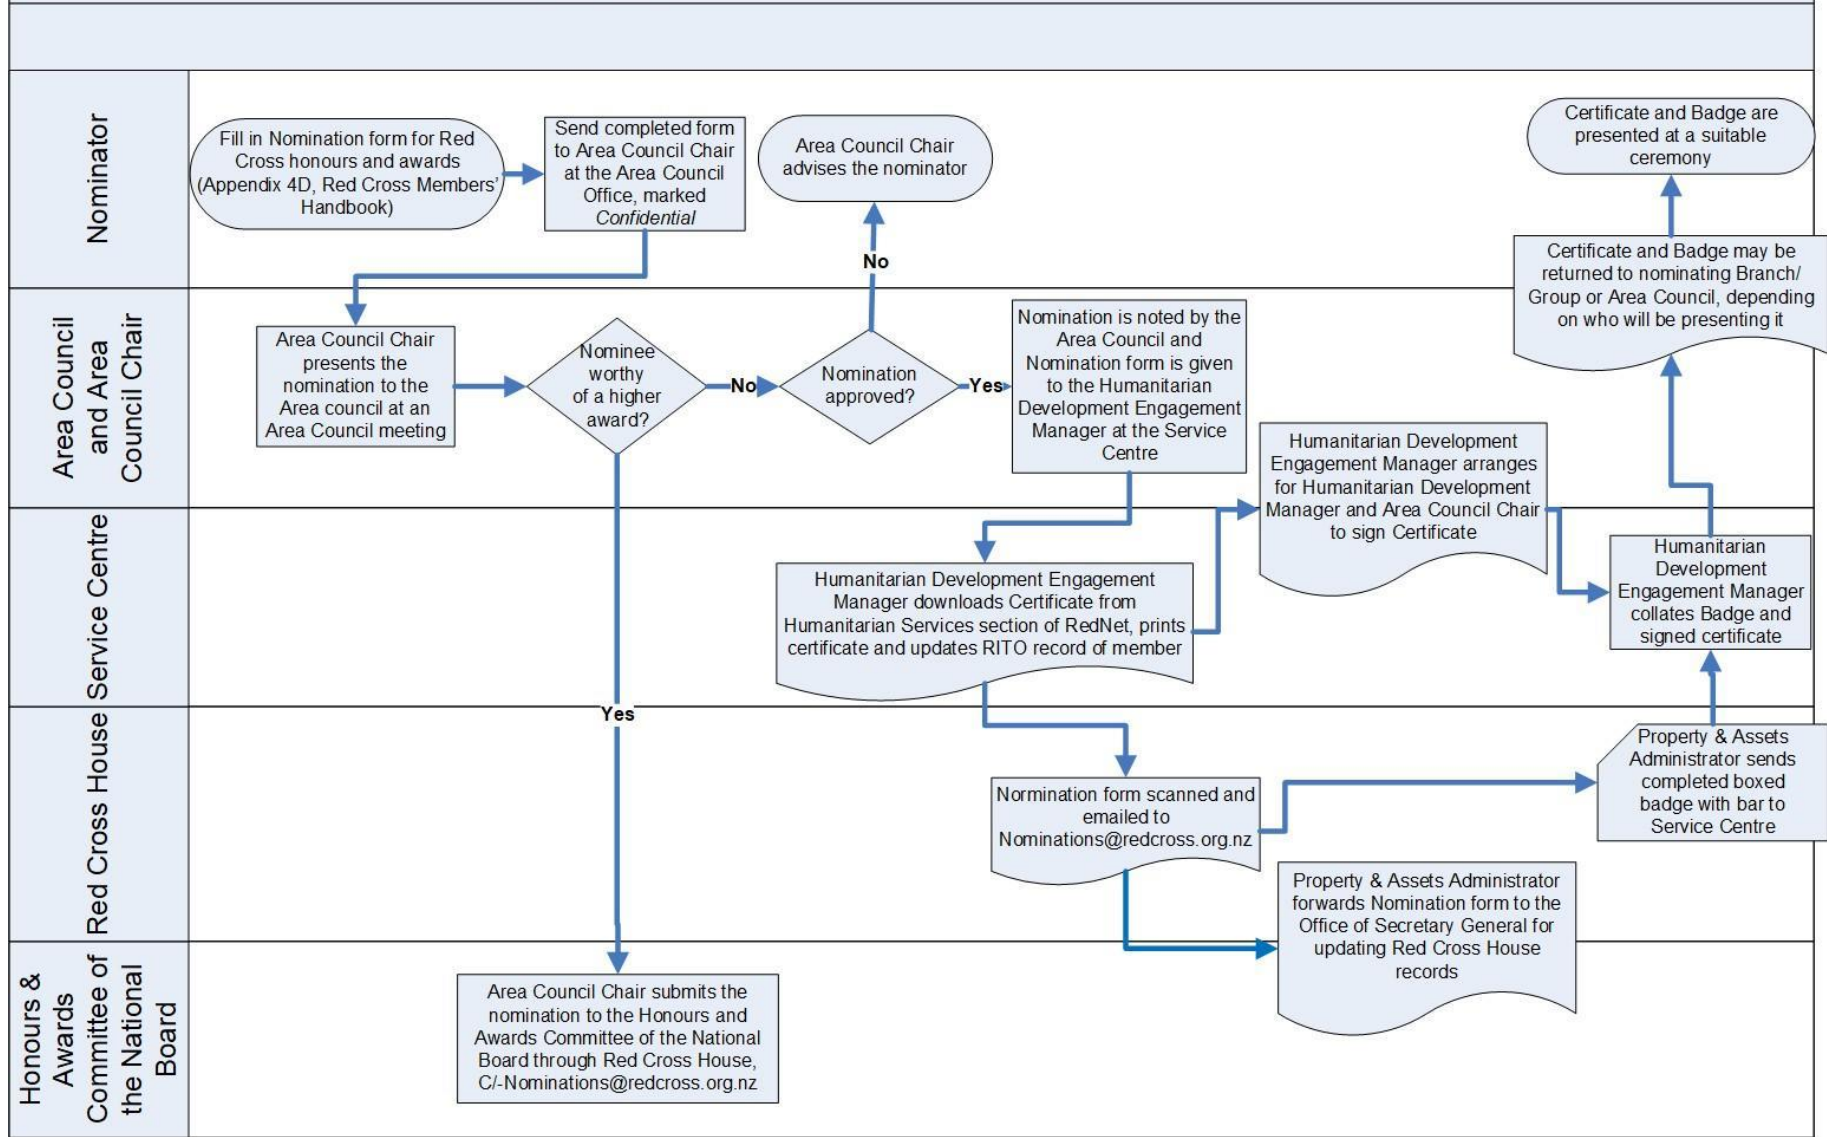 Nominator
Fill in Nomination form for Red
Cross honours and awards
(Appendix 4D, Red Cross Members’
Handbook)
Send completed form
to Area Council Chair
at the Area Council
Office, marked
Confidential
Area Council Chair
advises the nominator
Certificate and Badge are
presented at a suitable
ceremony
No
Certificate and Badge may be
returned to nominating Branch/
Group or Area Council, depending
on who will be presenting it
Area Council
and Area
Council Chair
Area Council Chair
presents the
nomination to the
Area council at an
Area Council meeting
Nominee
worthy
of a higher
award?
No
Nomination
approved?
Yes
Nomination is noted by the
Area Council and
Nomination form is given
to the Humanitarian
Development Engagement
Manager at the Service
Centre
Humanitarian Development
Engagement Manager arranges
for Humanitarian Development
Manager and Area Council Chair
to sign Certificate
Service Centre
Humanitarian Development Engagement
Manager downloads Certificate from
Humanitarian Services section of RedNet, prints
certificate and updates RITO record of member
Humanitarian
Development
Engagement Manager
collates Badge and
signed certificate
Yes
Red Cross House
Normination form scanned and
emailed to
Nominations@redcross.org.nz
Property & Assets
Administrator sends
completed boxed
badge with bar to
Service Centre
Property & Assets Administrator
forwards Nomination form to the
Office of Secretary General for
updating Red Cross House
records
Honours &
Awards
Committee of
the National
Board
Area Council Chair submits the
nomination to the Honours and
Awards Committee of the National
Board through Red Cross House,
C/-Nominations@redcross.org.nz